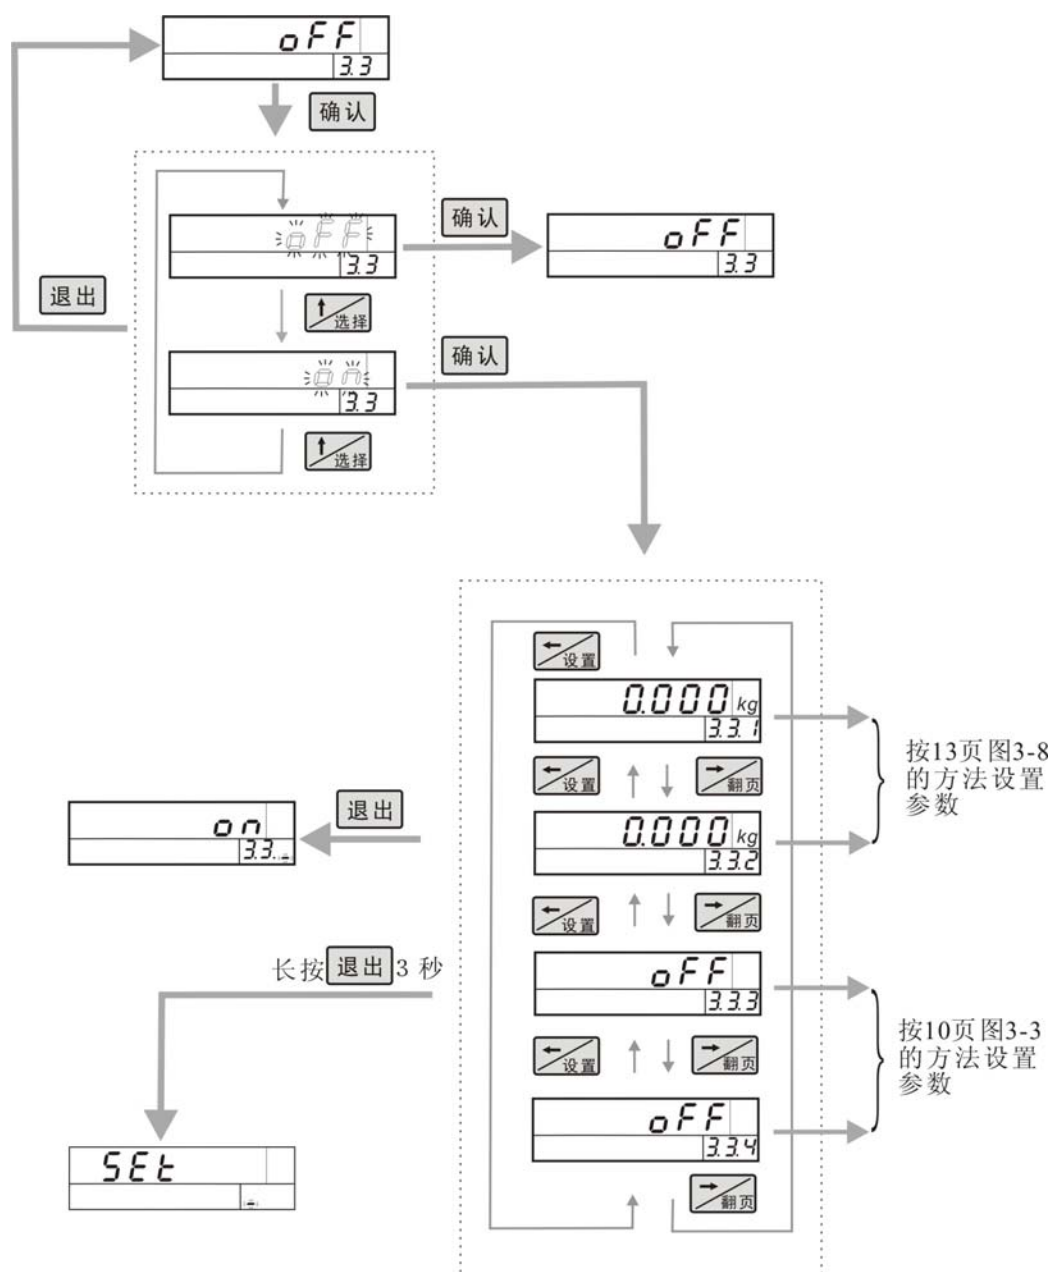 oFF
3.3
确认
oFF
3.3
确认
oFF
3.3
退出
↑
选择
on
3.3
确认
↑
选择
←
设置
0.000 kg
3.3.1
←
设置
→
翻页
按13页图3-8
的方法设置
参数
0.000 kg
3.3.2
on
3.3.
退出
←
设置
→
翻页
oFF
3.3.3
长按 退出 3 秒
←
设置
→
翻页
按10页图3-3
的方法设置
参数
oFF
3.3.4
SEt
→
翻页